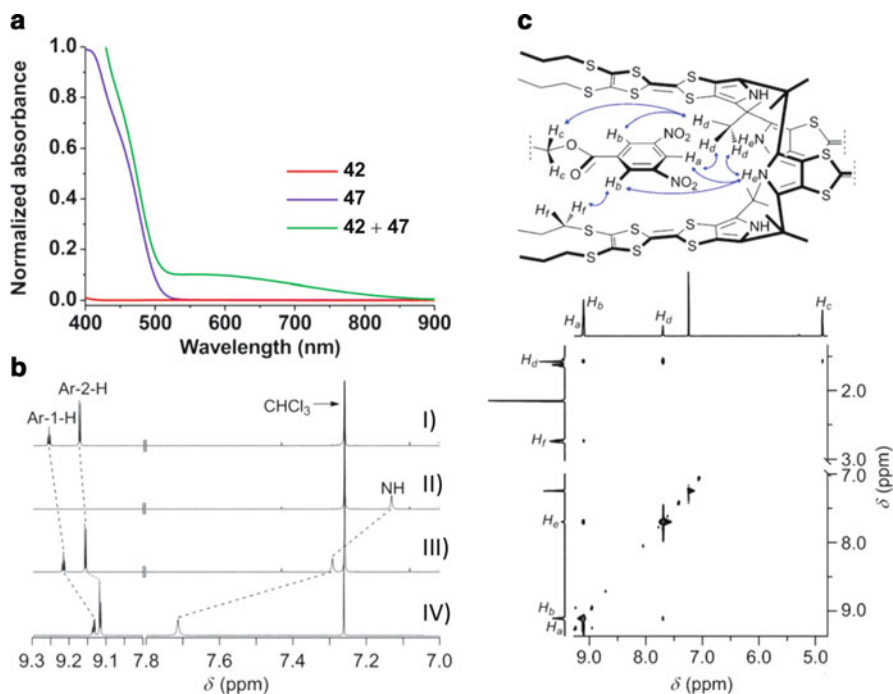 a
Normalized absorbance
1.0
0.8
0.6
0.4
0.2
0.0
42
47
42 + 47
400 500 600 700 800 900
Wavelength (nm)
b
Ar-1-H
Ar-2-H
CHCl3
I)
NH
II)
III)
IV)
9.3 9.2 9.1 7.8 7.6 7.4 7.2 7.0
δ (ppm)
c
S S S
S S S
NH
Hc
O
Hc
O
Hb
NO2
Ha
NO2
Hb
Hd
Hd
Hd
He
N
N
He
S
S
S
S
Hf Hf
S S S
S S S
NH
Ha
Hb
Hd
Hc
Hd
Hf
He
Hb
Ha
2.0
3.0
7.0
8.0
9.0
δ (ppm)
9.0 8.0 7.0 6.0 5.0
δ (ppm)